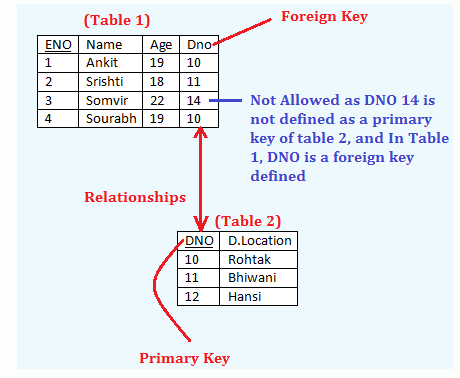 (Table 1)
Foreign Key
ENO Name Age Dno
1 Ankit 19 10
2 Srishti 18 11
3 Somvir 22 14
4 Sourabh 19 10
Not Allowed as DNO 14 is
not defined as a primary
key of table 2, and In Table
1, DNO is a foreign key
defined
Relationships
(Table 2)
DNO D.Location
10 Rohtak
11 Bhiwani
12 Hansi
Primary Key